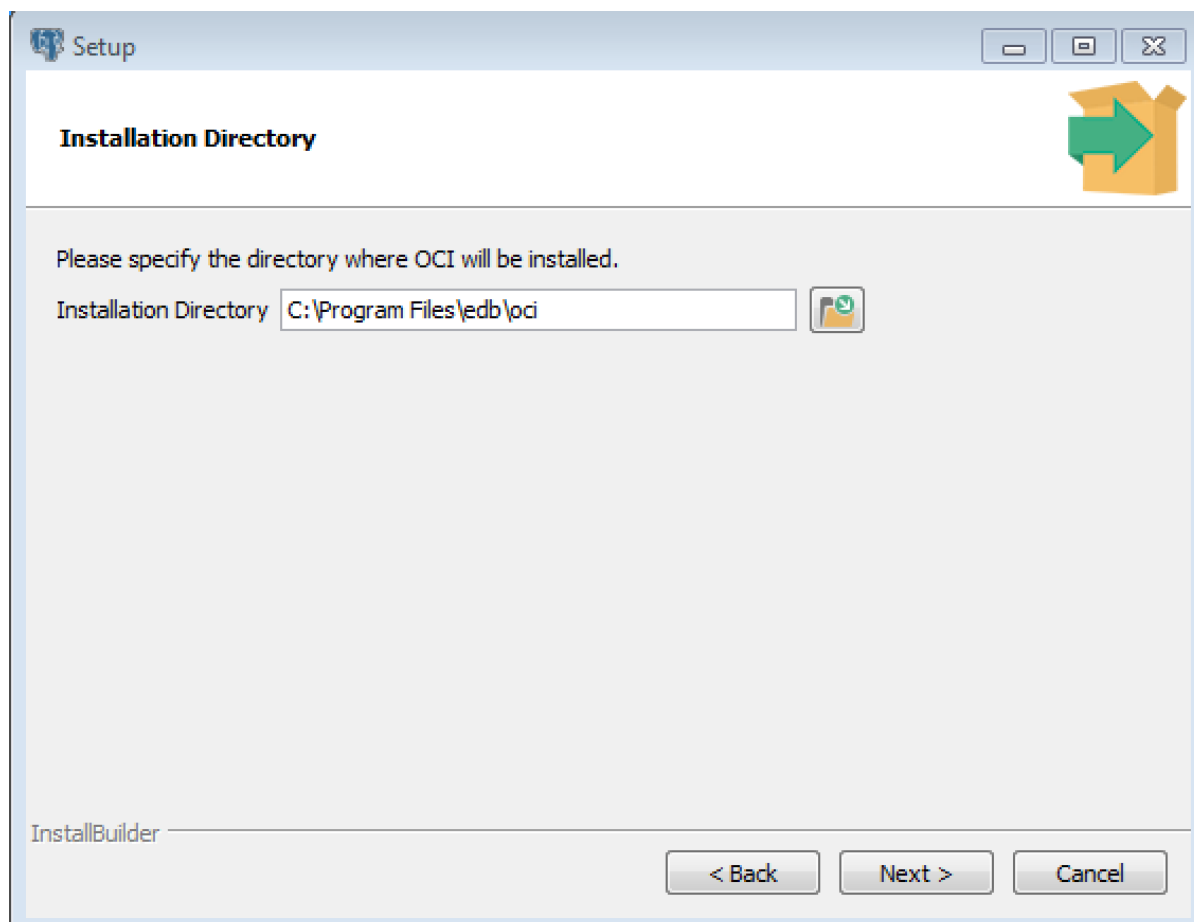 Setup
Installation Directory
Please specify the directory where OCI will be installed.
Installation Directory C:\Program Files\edb\oci
InstallBuilder
< Back Next > Cancel